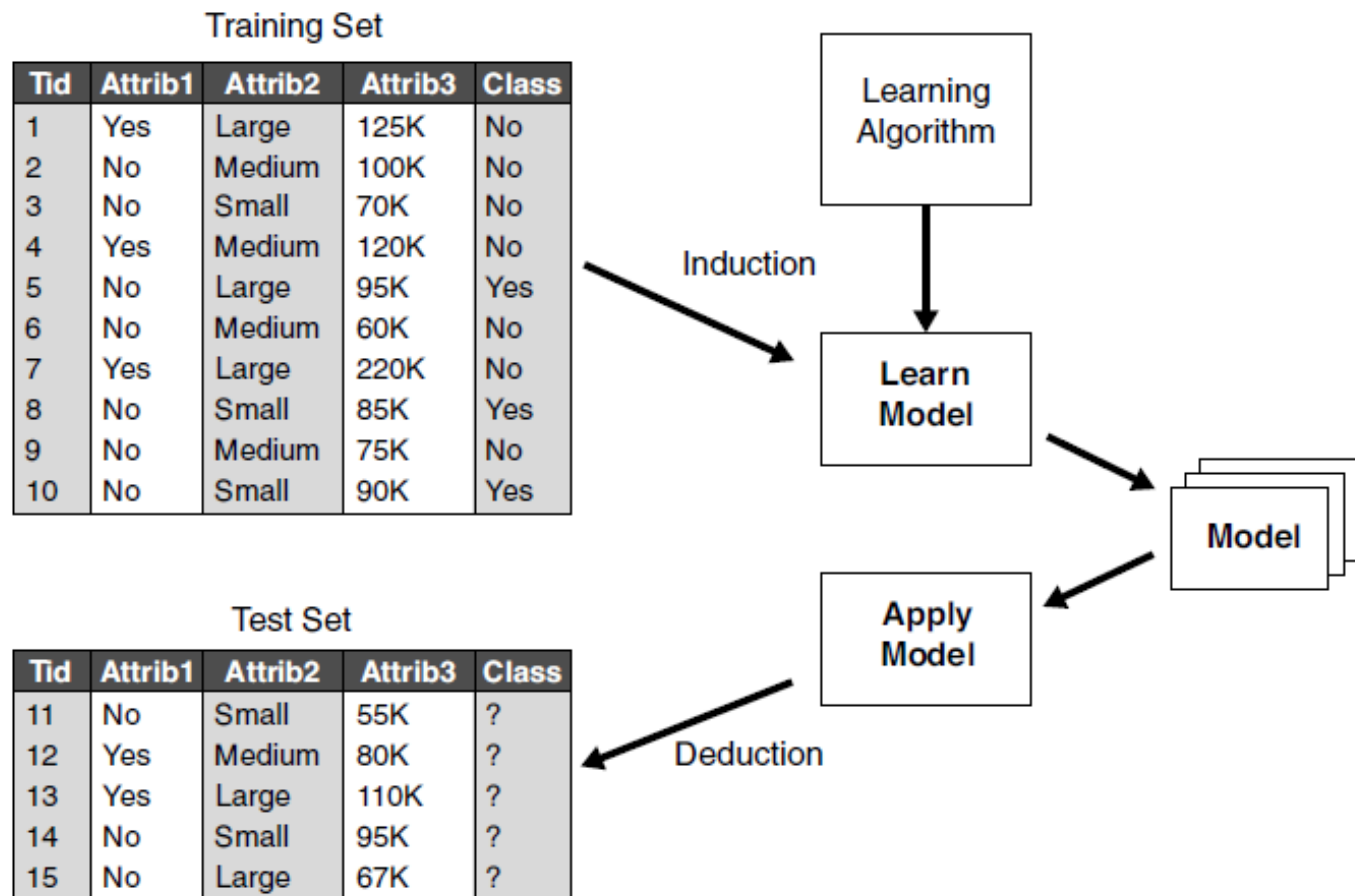 Training Set
Tid Attrib1 Attrib2 Attrib3 Class
1 Yes Large 125K No
2 No Medium 100K No
3 No Small 70K No
4 Yes Medium 120K No
5 No Large 95K Yes
6 No Medium 60K No
7 Yes Large 220K No
8 No Small 85K Yes
9 No Medium 75K No
10 No Small 90K Yes
Learning
Algorithm
Induction
Learn
Model
Model
Apply
Model
Deduction
Test Set
Tid Attrib1 Attrib2 Attrib3 Class
11 No Small 55K ?
12 Yes Medium 80K ?
13 Yes Large 110K ?
14 No Small 95K ?
15 No Large 67K ?